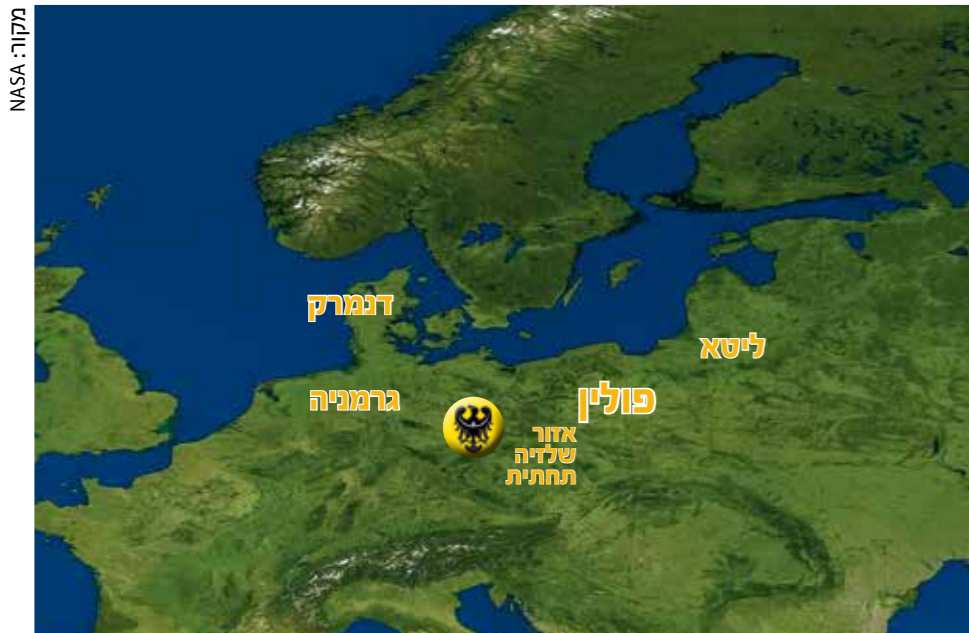 מקור: NASA
דנמרק
ליטא
גרמניה
פולין
אזור
שלזיה
תחתית